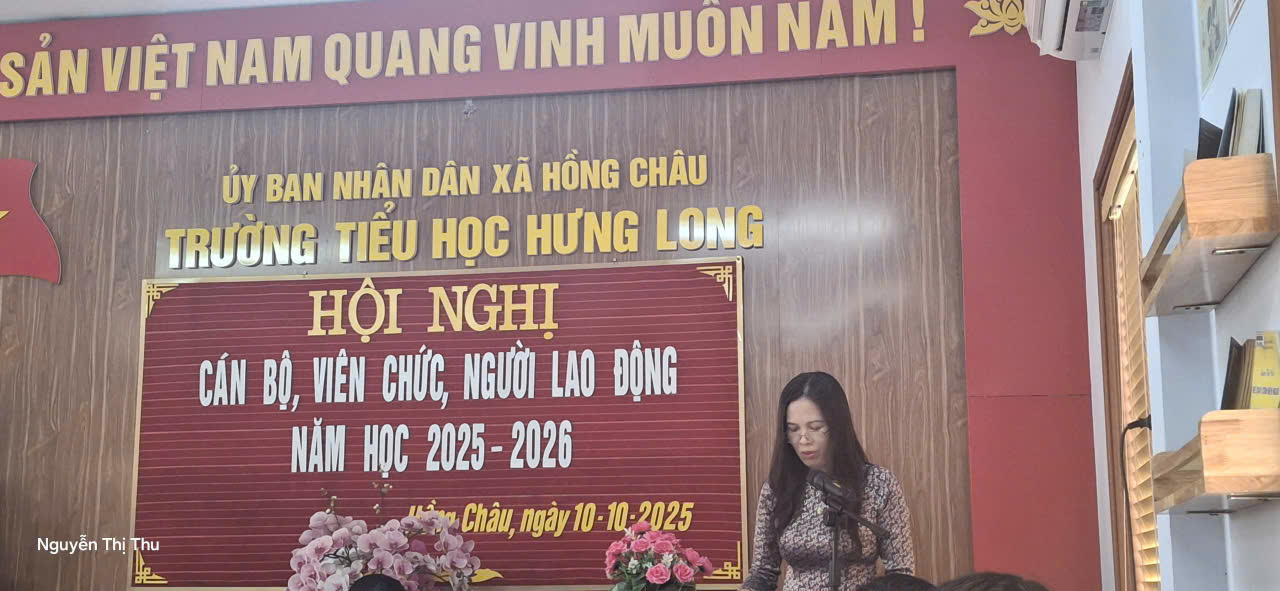 SẢN VIỆT NAM QUANG VINH MUÔN NĂM !
ỦY BAN NHÂN DÂN XÃ HỒNG CHÂU
TRƯỜNG TIỂU HỌC HƯNG LONG
HỘI NGHỊ
CÁN BỘ, VIÊN CHỨC, NGƯỜI LAO ĐỘNG
NĂM HỌC 2025 - 2026
Hồng Châu, ngày 10-10-2025
Nguyễn Thị Thu